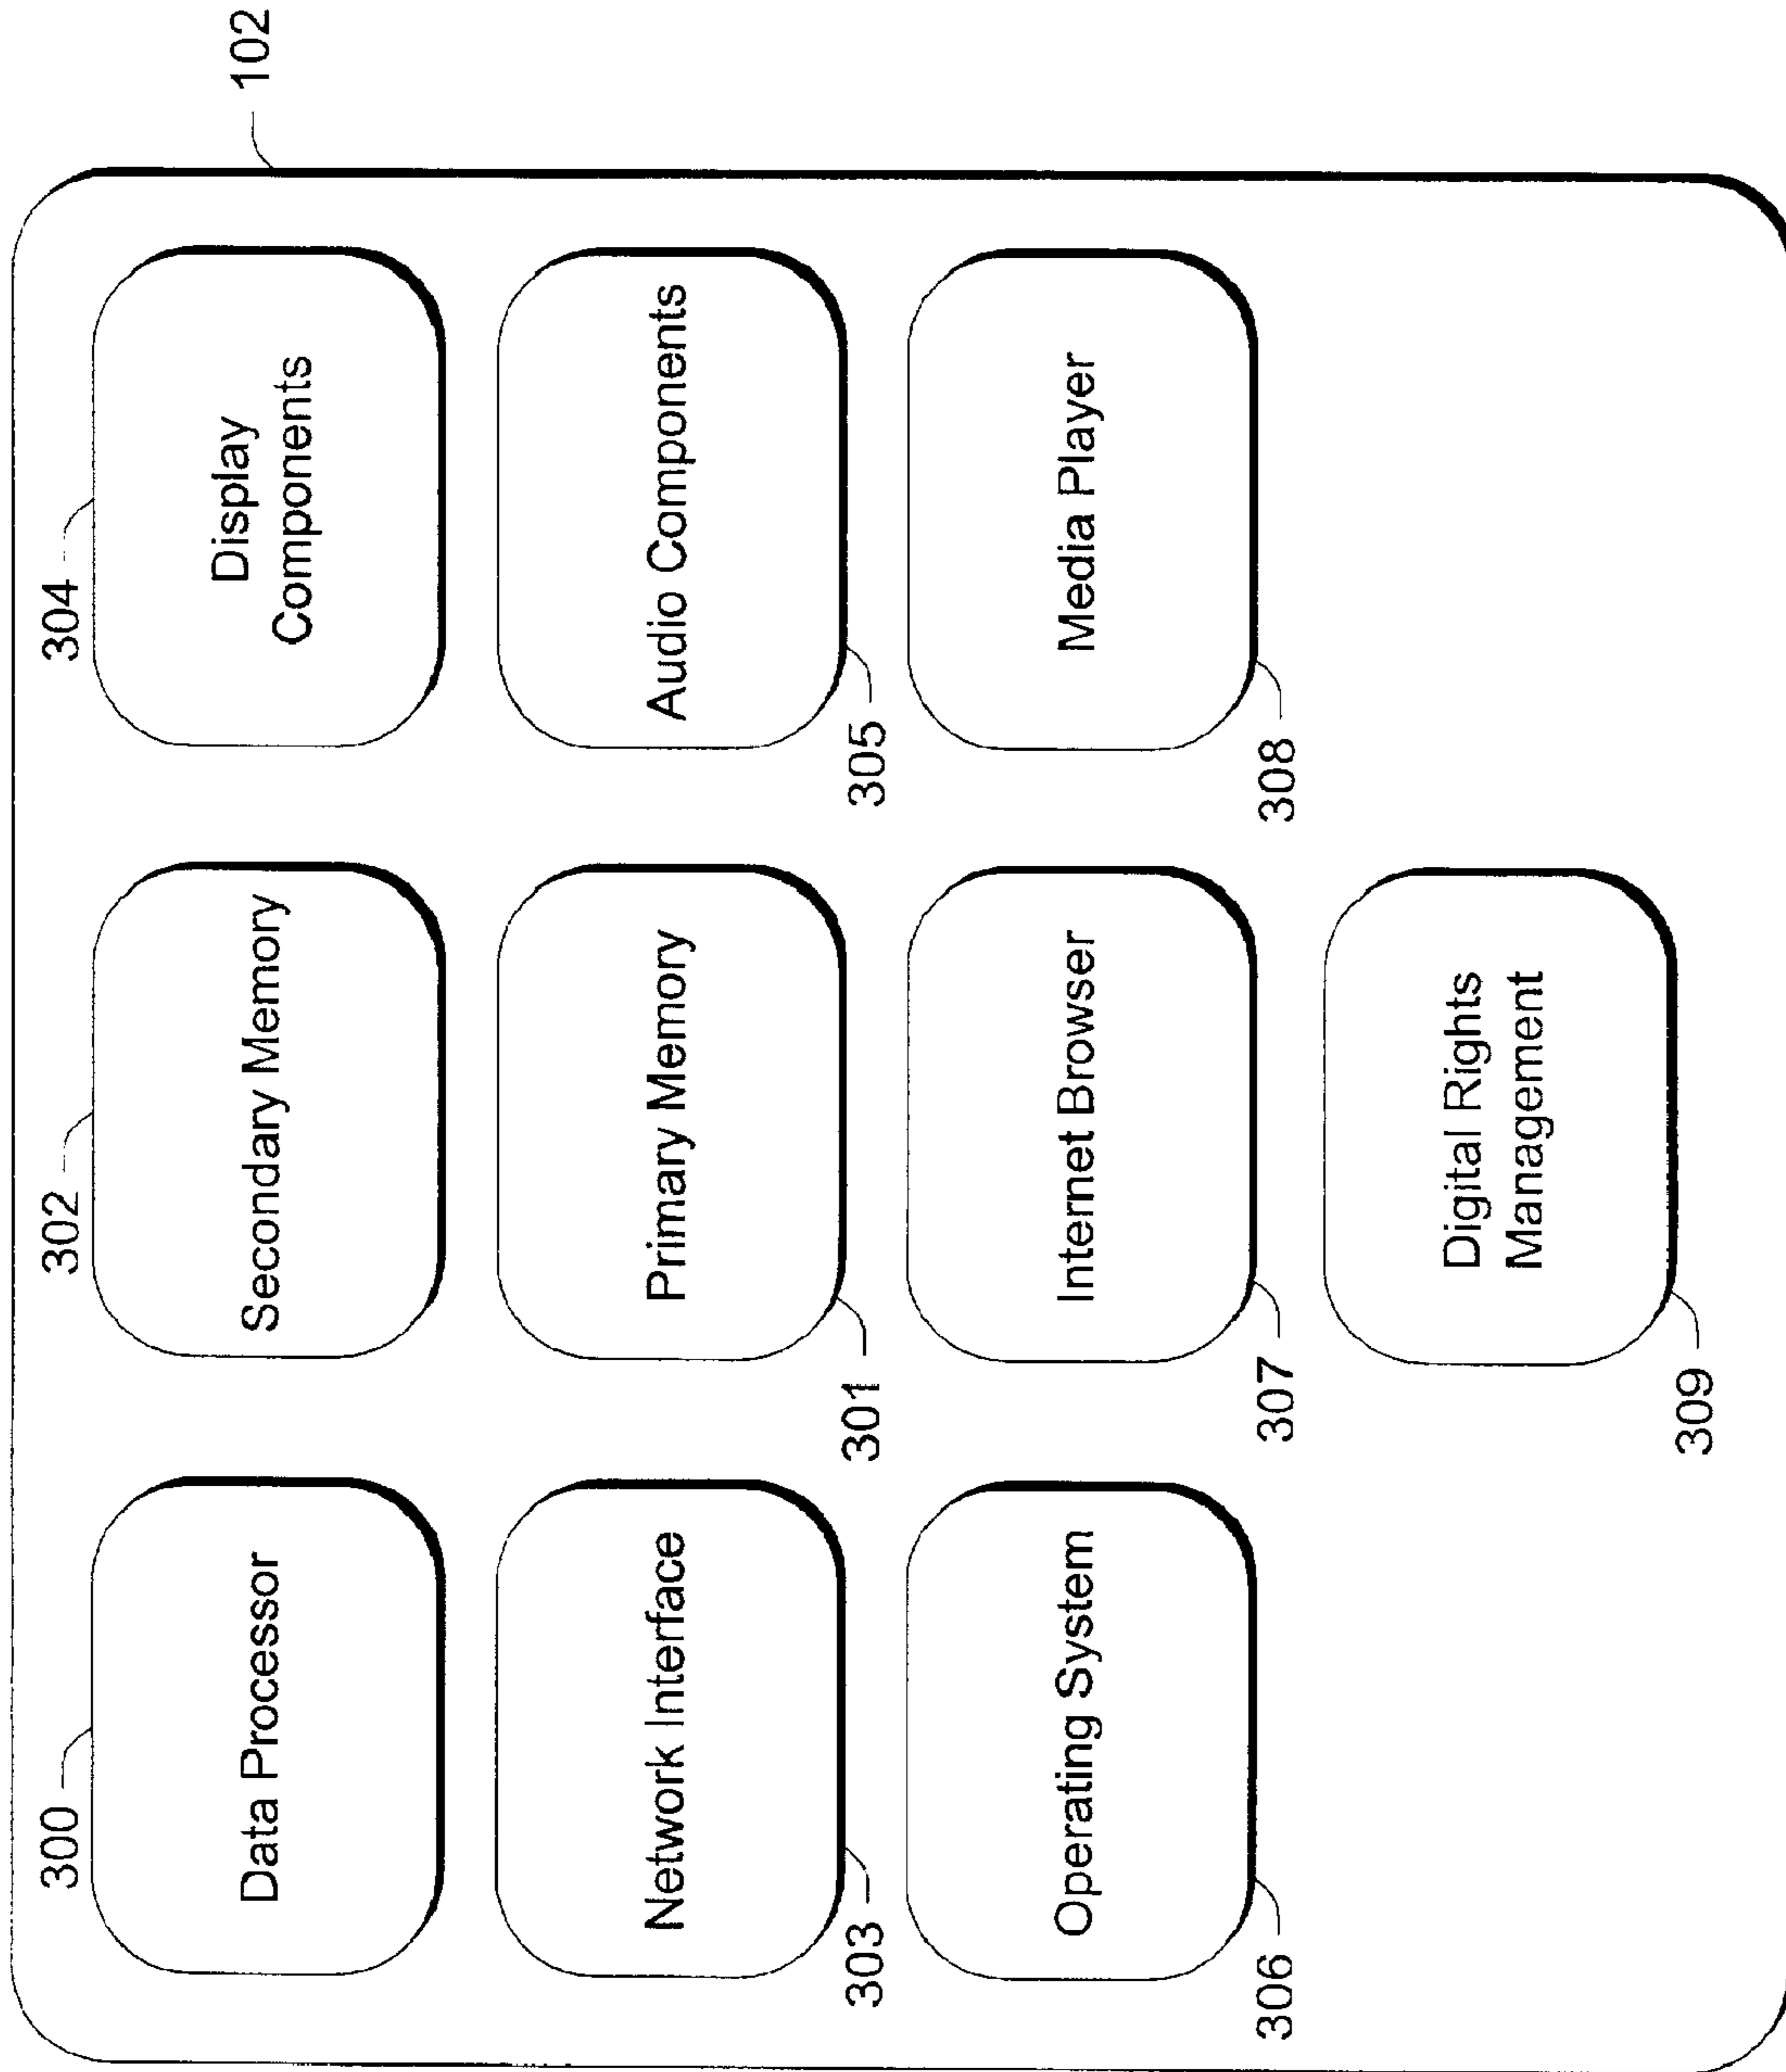 300
302
304
Data Processor
Secondary Memory
Display
Components
102
Network Interface
Primary Memory
Audio Components
303
301
305
Operating System
Internet Browser
Media Player
306
307
308
Digital Rights
Management
309